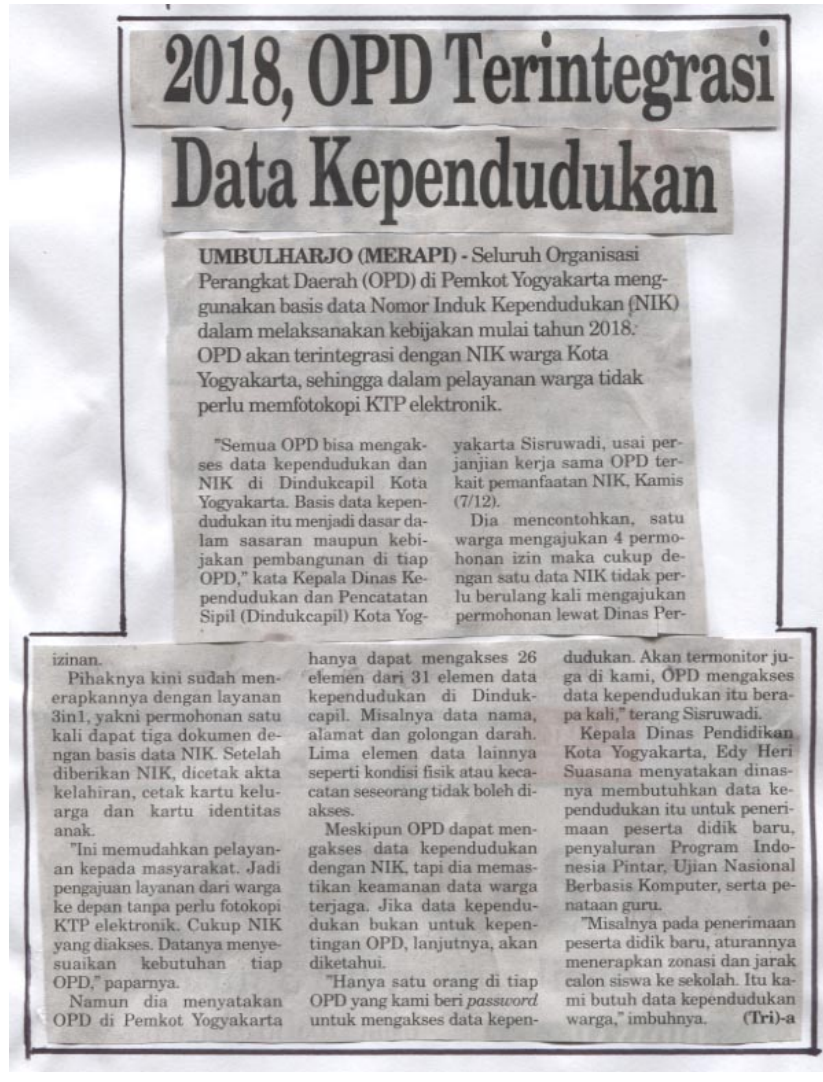 2018, OPD Terintegrasi
Data Kependudukan
UMBULHARJO (MERAPI) - Seluruh Organisasi
Perangkat Daerah (OPD) di Pemkot Yogyakarta meng-
gunakan basis data Nomor Induk Kependudukan (NIK)
dalam melaksanakan kebijakan mulai tahun 2018.
OPD akan terintegrasi dengan NIK warga Kota
Yogyakarta, sehingga dalam pelayanan warga tidak
perlu memfotokopi KTP elektronik.
"Semua OPD bisa mengak-
ses data kependudukan dan
NIK di Dindukcapil Kota
Yogyakarta. Basis data kepen-
dudukan itu menjadi dasar da-
lam sasaran maupun kebi-
jakan pembangunan di tiap
OPD," kata Kepala Dinas Ke-
pendudukan dan Pencatatan
Sipil (Dindukcapil) Kota Yog-
yakarta Sisruwadi, usai per-
janjian kerja sama OPD ter-
kait pemanfaatan NIK, Kamis
(7/12).
Dia mencontohkan, satu
warga mengajukan 4 permo-
honan izin maka cukup de-
ngan satu data NIK tidak per-
lu berulang kali mengajukan
permohonan lewat Dinas Per-
izinan.
Pihaknya kini sudah men-
erapkannya dengan layanan
3in1, yakni permohonan satu
kali dapat tiga dokumen de-
ngan basis data NIK. Setelah
diberikan NIK, dicetak akta
kelahiran, cetak kartu kelu-
arga dan kartu identitas
anak.
"Ini memudahkan pelayan-
an kepada masyarakat. Jadi
pengajuan layanan dari warga
ke depan tanpa perlu fotokopi
KTP elektronik. Cukup NIK
yang diakses. Datanya menye-
suaikan kebutuhan tiap
OPD," paparnya.
Namun dia menyatakan
OPD di Pemkot Yogyakarta
hanya dapat mengakses 26
elemen dari 31 elemen data
kependudukan di Dinduk-
capil. Misalnya data nama,
alamat dan golongan darah.
Lima elemen data lainnya
seperti kondisi fisik atau keca-
catan seseorang tidak boleh di-
akses.
Meskipun OPD dapat men-
gakses data kependudukan
dengan NIK, tapi dia memas-
tikan keamanan data warga
terjaga. Jika data kependu-
dukan bukan untuk kepen-
tingan OPD, lanjutnya, akan
diketahui.
"Hanya satu orang di tiap
OPD yang kami beri password
untuk mengakses data kepen-
dudukan. Akan termonitor ju-
ga di kami, OPD mengakses
data kependudukan itu bera-
pa kali," terang Sisruwadi.
Kepala Dinas Pendidikan
Kota Yogyakarta, Edy Heri
Suasana menyatakan dinas-
nya membutuhkan data ke-
pendudukan itu untuk peneri-
maan peserta didik baru,
penyaluran Program Indo-
nesia Pintar, Ujian Nasional
Berbasis Komputer, serta pe-
nataan guru.
"Misalnya pada penerimaan
peserta didik baru, aturannya
menerapkan zonasi dan jarak
calon siswa ke sekolah. Itu ka-
mi butuh data kependudukan
warga," imbuhnya. (Tri)-a